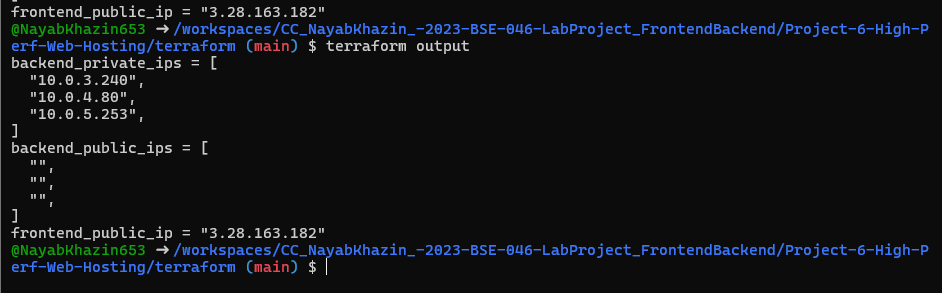 frontend_public_ip = "3.28.163.182"
@NayabKhazin653 ➜/workspaces/CC_NayabKhazin_-2023-BSE-046-LabProject_FrontendBackend/Project-6-High-P
erf-Web-Hosting/terraform (main) $ terraform output
backend_private_ips = [
  "10.0.3.240",
  "10.0.4.80",
  "10.0.5.253",
]
backend_public_ips = [
  "",
  "",
  "",
]
frontend_public_ip = "3.28.163.182"
@NayabKhazin653 ➜/workspaces/CC_NayabKhazin_-2023-BSE-046-LabProject_FrontendBackend/Project-6-High-P
erf-Web-Hosting/terraform (main) $